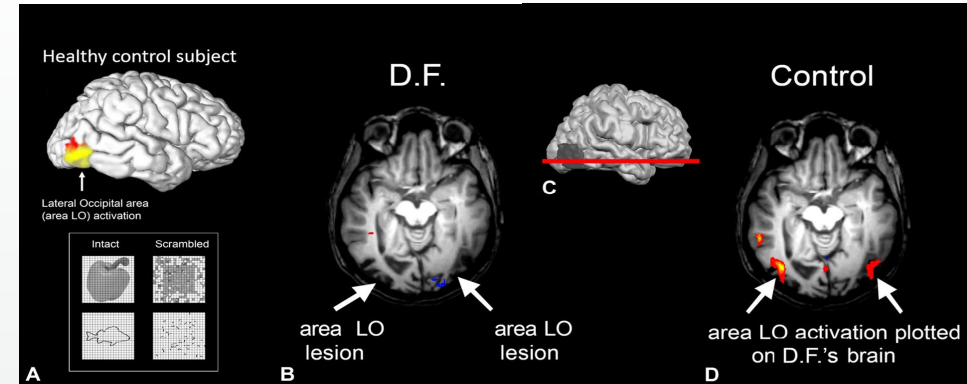 Healthy control subject
Lateral Occipital area
(area LO) activation
Intact
Scrambled
A
D.F.
area LO
lesion
area LO
lesion
B
C
Control
area LO activation plotted
on D.F.'s brain
D